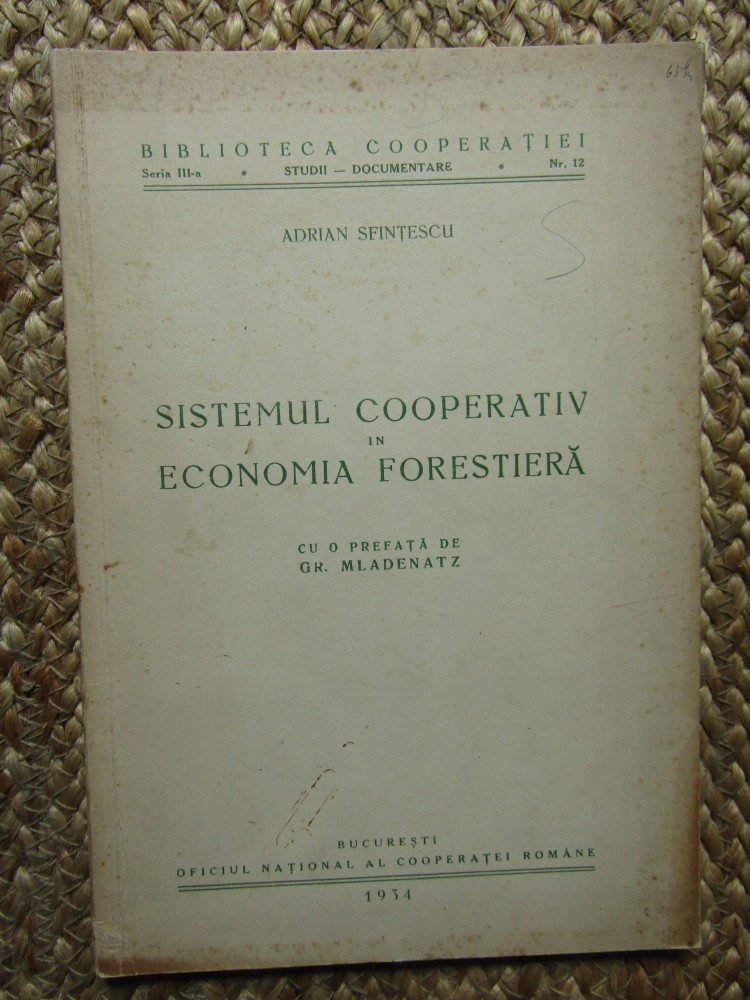 BIBLIOTECA COOPERAȚIEI
Seria III-a * STUDII — DOCUMENTARE * Nr. 12
ADRIAN SFINȚESCU
SISTEMUL COOPERATIV
IN
ECONOMIA FORESTIERĂ
CU O PREFAȚĂ DE
GR. MLADENATZ
BUCUREȘTI
OFICIUL NAȚIONAL AL COOPERAȚEI ROMÂNE
1934